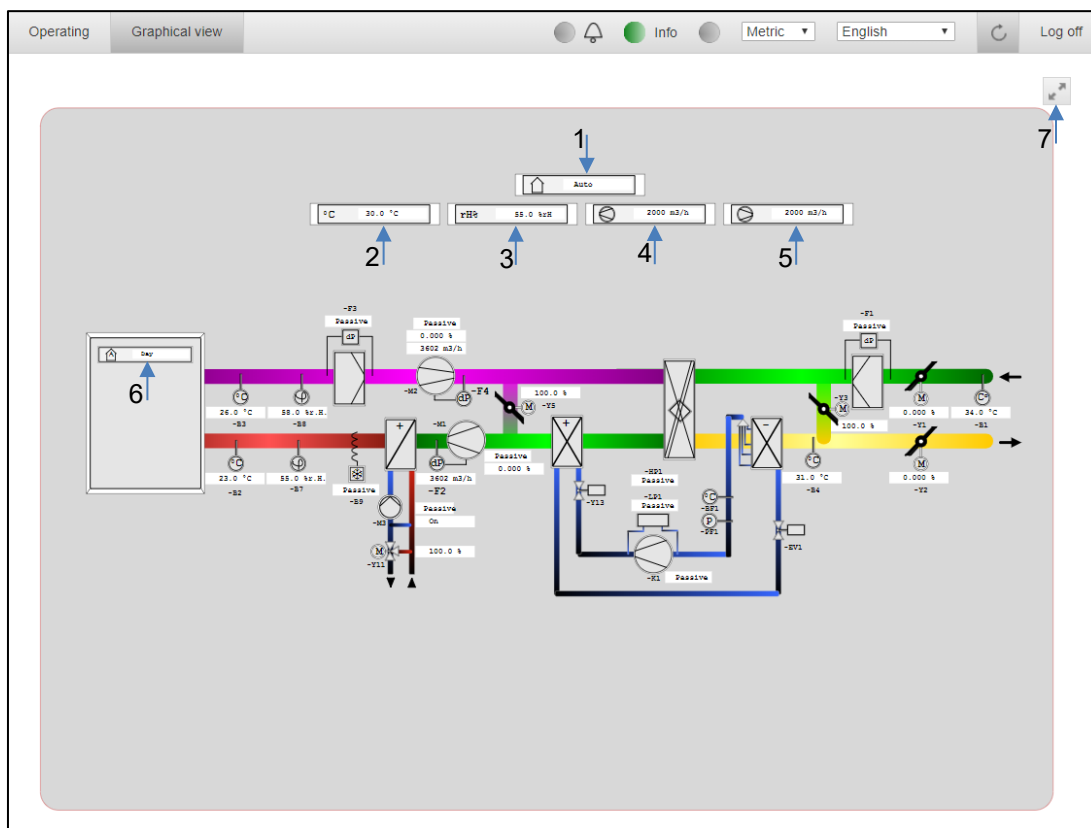 Operating
Graphical view
Info
Metric
English
Log off
7
1
Auto
°C 30.0 °C
rH% 55.0 %rH
2000 m3/h
2000 m3/h
2
3
4
5
-F3
Passive
dP
Passive
0.000 %
3602 m3/h
-F1
Passive
dP
A Day
6
-M2
dP
-F4
100.0 %
M
-Y5
-Y3
M
100.0 %
M
0.000 %
-Y1
C°
34.0 °C
-B1
°C
26.0 °C
-B3
φ
58.0 %r.H.
-B8
-M1
+
+
-
Passive
0.000 %
dP
3602 m3/h
-F2
°C
23.0 °C
-B2
φ
55.0 %r.H.
-B7
Passive
-B9
°C
31.0 °C
-B4
M
0.000 %
-Y2
-HP1
Passive
-LP1
Passive
-Y13
°C
-BF1
P
-PF1
-M3
Passive
On
M
100.0 %
-Y11
-EV1
-K1
Passive